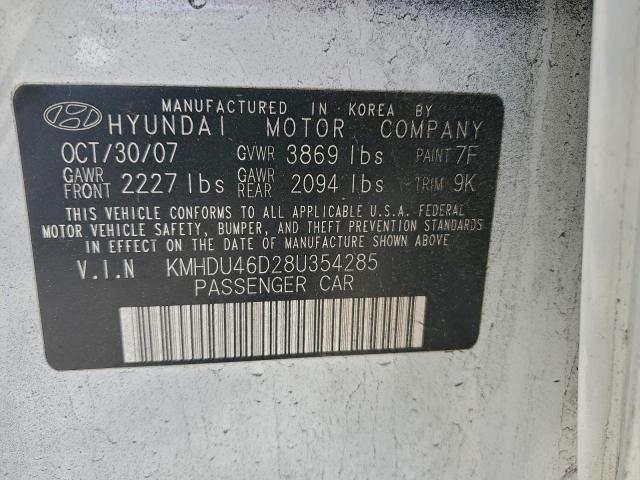 MANUFACTURED IN KOREA BY
HYUNDAI MOTOR COMPANY
OCT/30/07 GVWR 3869 lbs PAINT 7F
GAWR FRONT 2227 lbs GAWR REAR 2094 lbs TRIM 9K
THIS VEHICLE CONFORMS TO ALL APPLICABLE U.S.A. FEDERAL
MOTOR VEHICLE SAFETY, BUMPER, AND THEFT PREVENTION STANDARDS
IN EFFECT ON THE DATE OF MANUFACTURE SHOWN ABOVE
V.I.N KMHDU46D28U354285
PASSENGER CAR